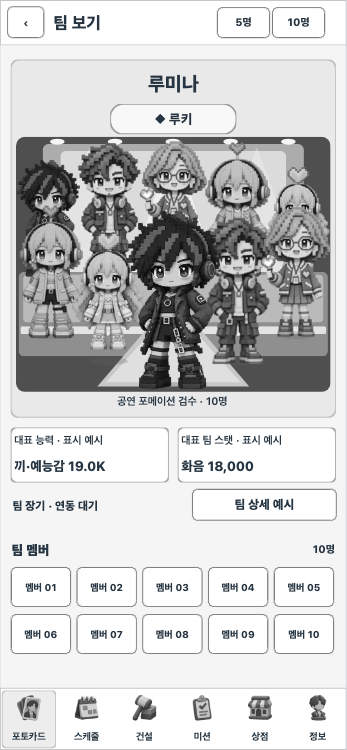 ‹ 팀 보기 5명 10명
루미나
◆ 루키
공연 포메이션 검수 · 10명
대표 능력 · 표시 예시 대표 팀 스탯 · 표시 예시
끼·예능감 19.0K 화음 18,000
팀 장기 · 연동 대기 팀 상세 예시
팀 멤버 10명
멤버 01 멤버 02 멤버 03 멤버 04 멤버 05
멤버 06 멤버 07 멤버 08 멤버 09 멤버 10
포토카드 스케줄 건설 미션 상점 정보